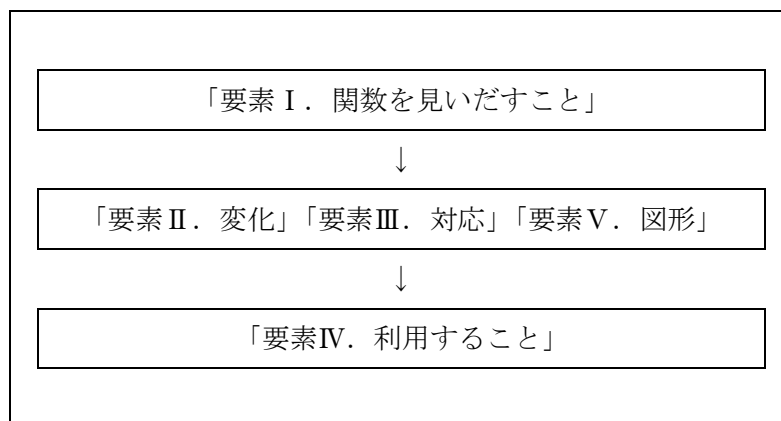 「要素Ⅰ．関数を見いだすこと」
↓
「要素Ⅱ．変化」「要素Ⅲ．対応」「要素Ⅴ．図形」
↓
「要素Ⅳ．利用すること」